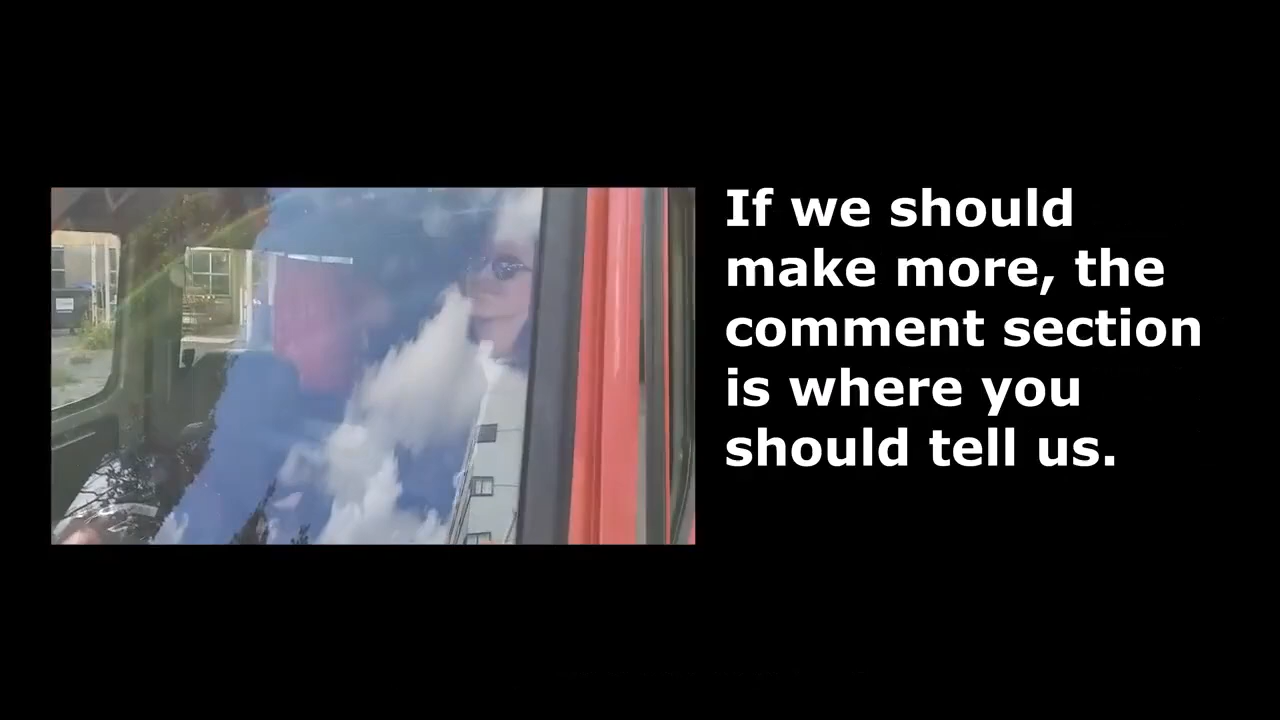 If we should
make more, the
comment section
is where you
should tell us.